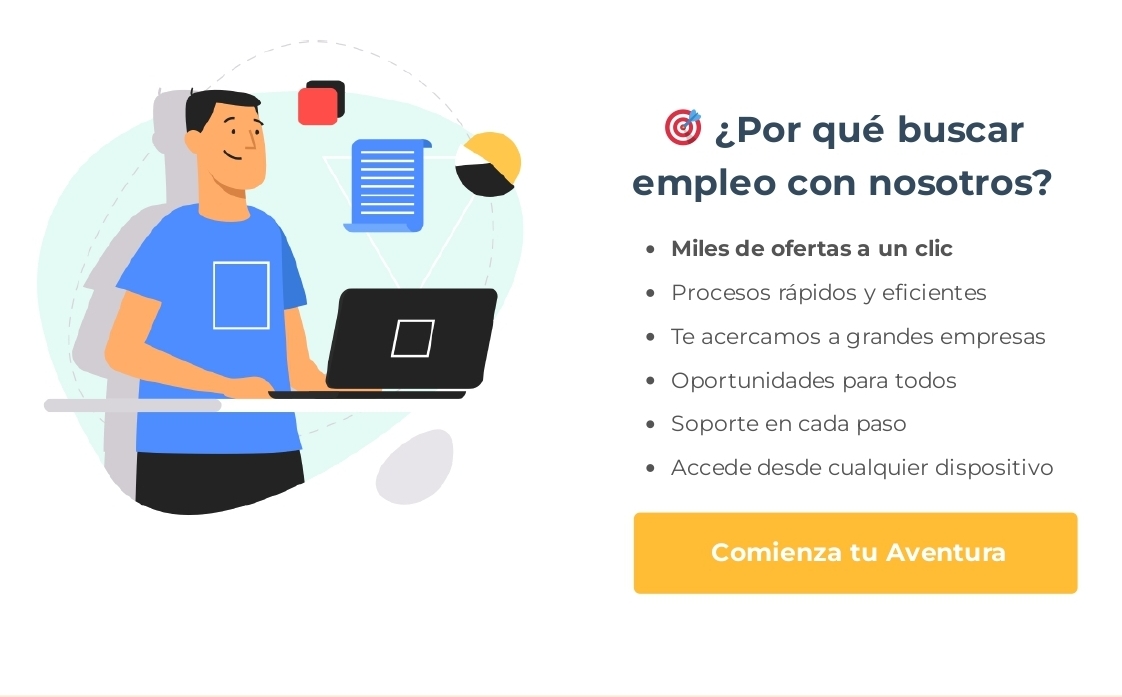 🎯 ¿Por qué buscar
empleo con nosotros?
• Miles de ofertas a un clic
• Procesos rápidos y eficientes
• Te acercamos a grandes empresas
• Oportunidades para todos
• Soporte en cada paso
• Accede desde cualquier dispositivo
Comienza tu Aventura